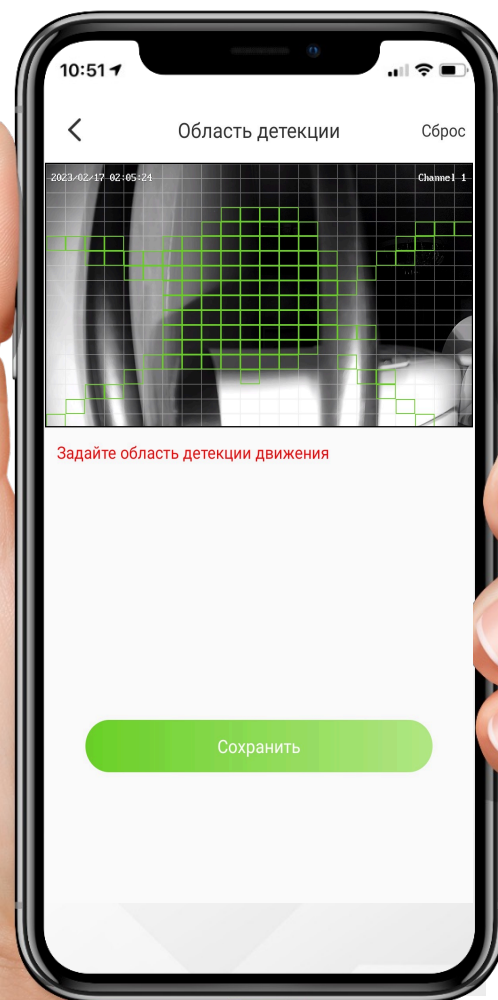 10:51
Область детекции
Сброс
2023/02/17 02:05:24
Channel 1
Задайте область детекции движения
Сохранить